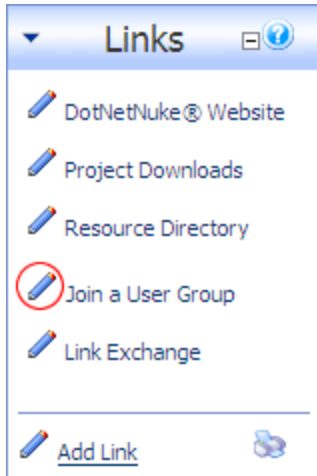 Links
DotNetNuke® Website
Project Downloads
Resource Directory
Join a User Group
Link Exchange
Add Link